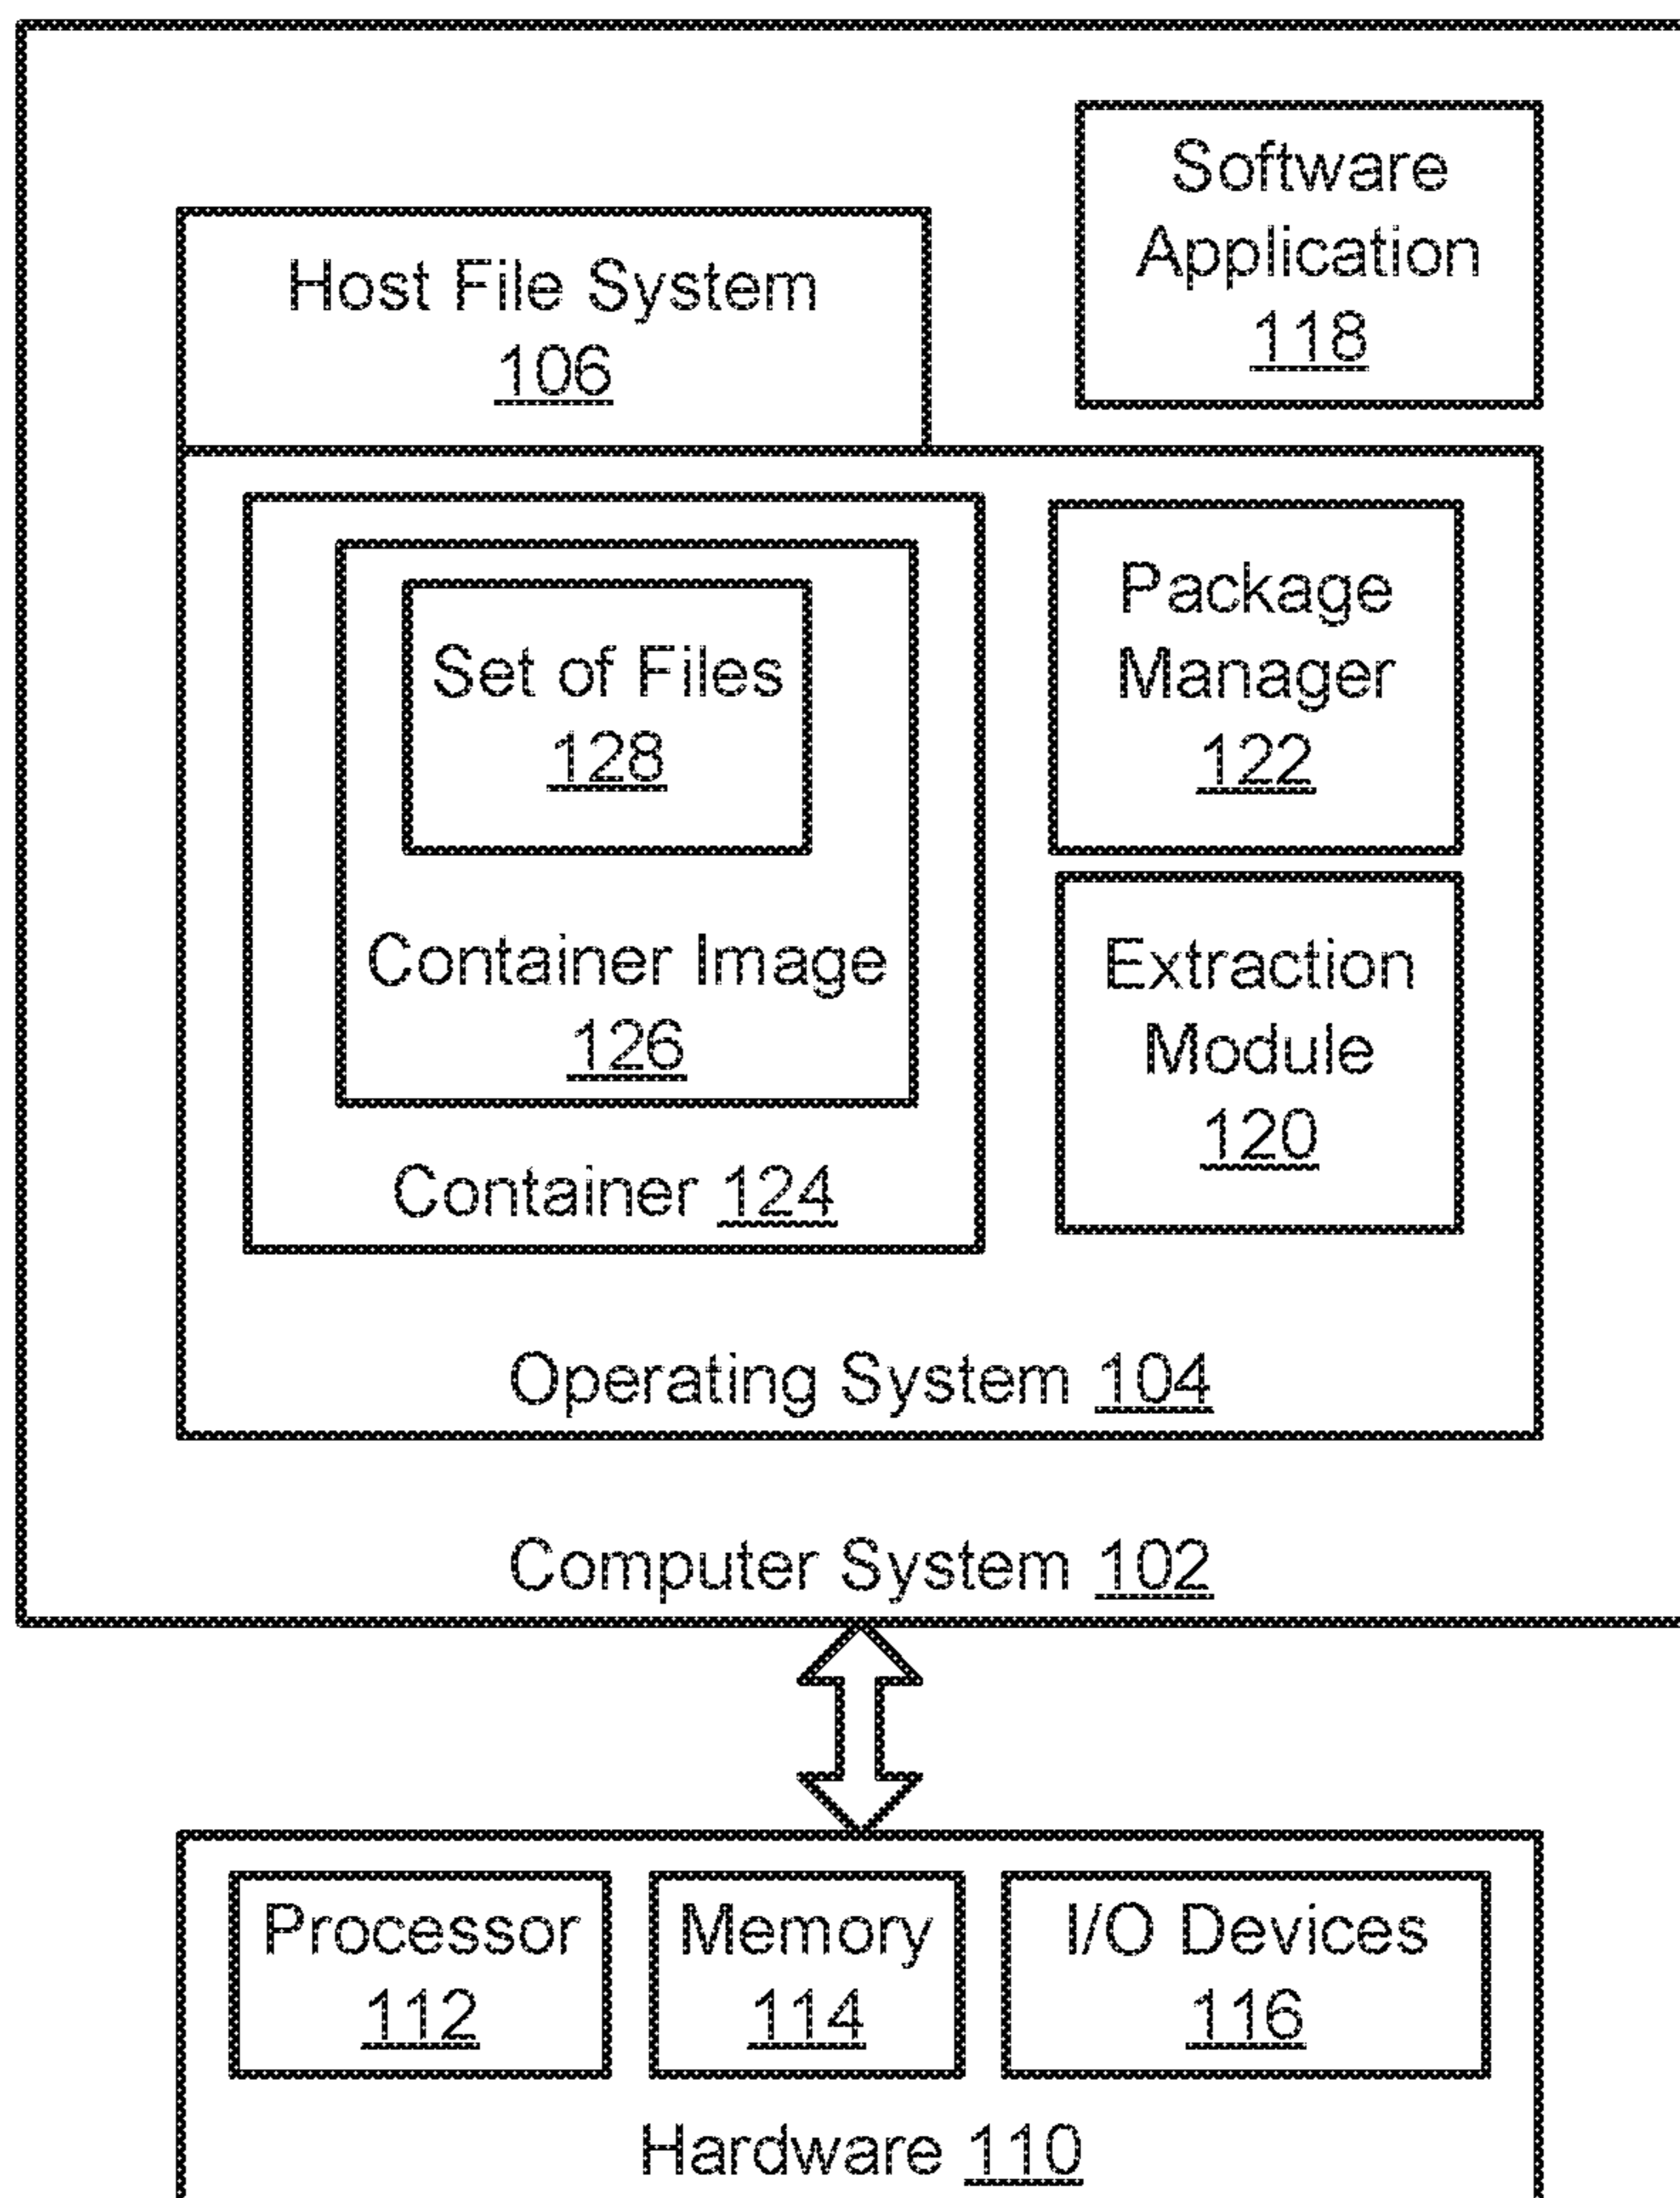 Software
Application
118
Host File System
106
Set of Files
128
Container Image
126
Container 124
Package
Manager
122
Extraction
Module
120
Operating System 104
Computer System 102
Processor
112
Memory
114
I/O Devices
116
Hardware 110